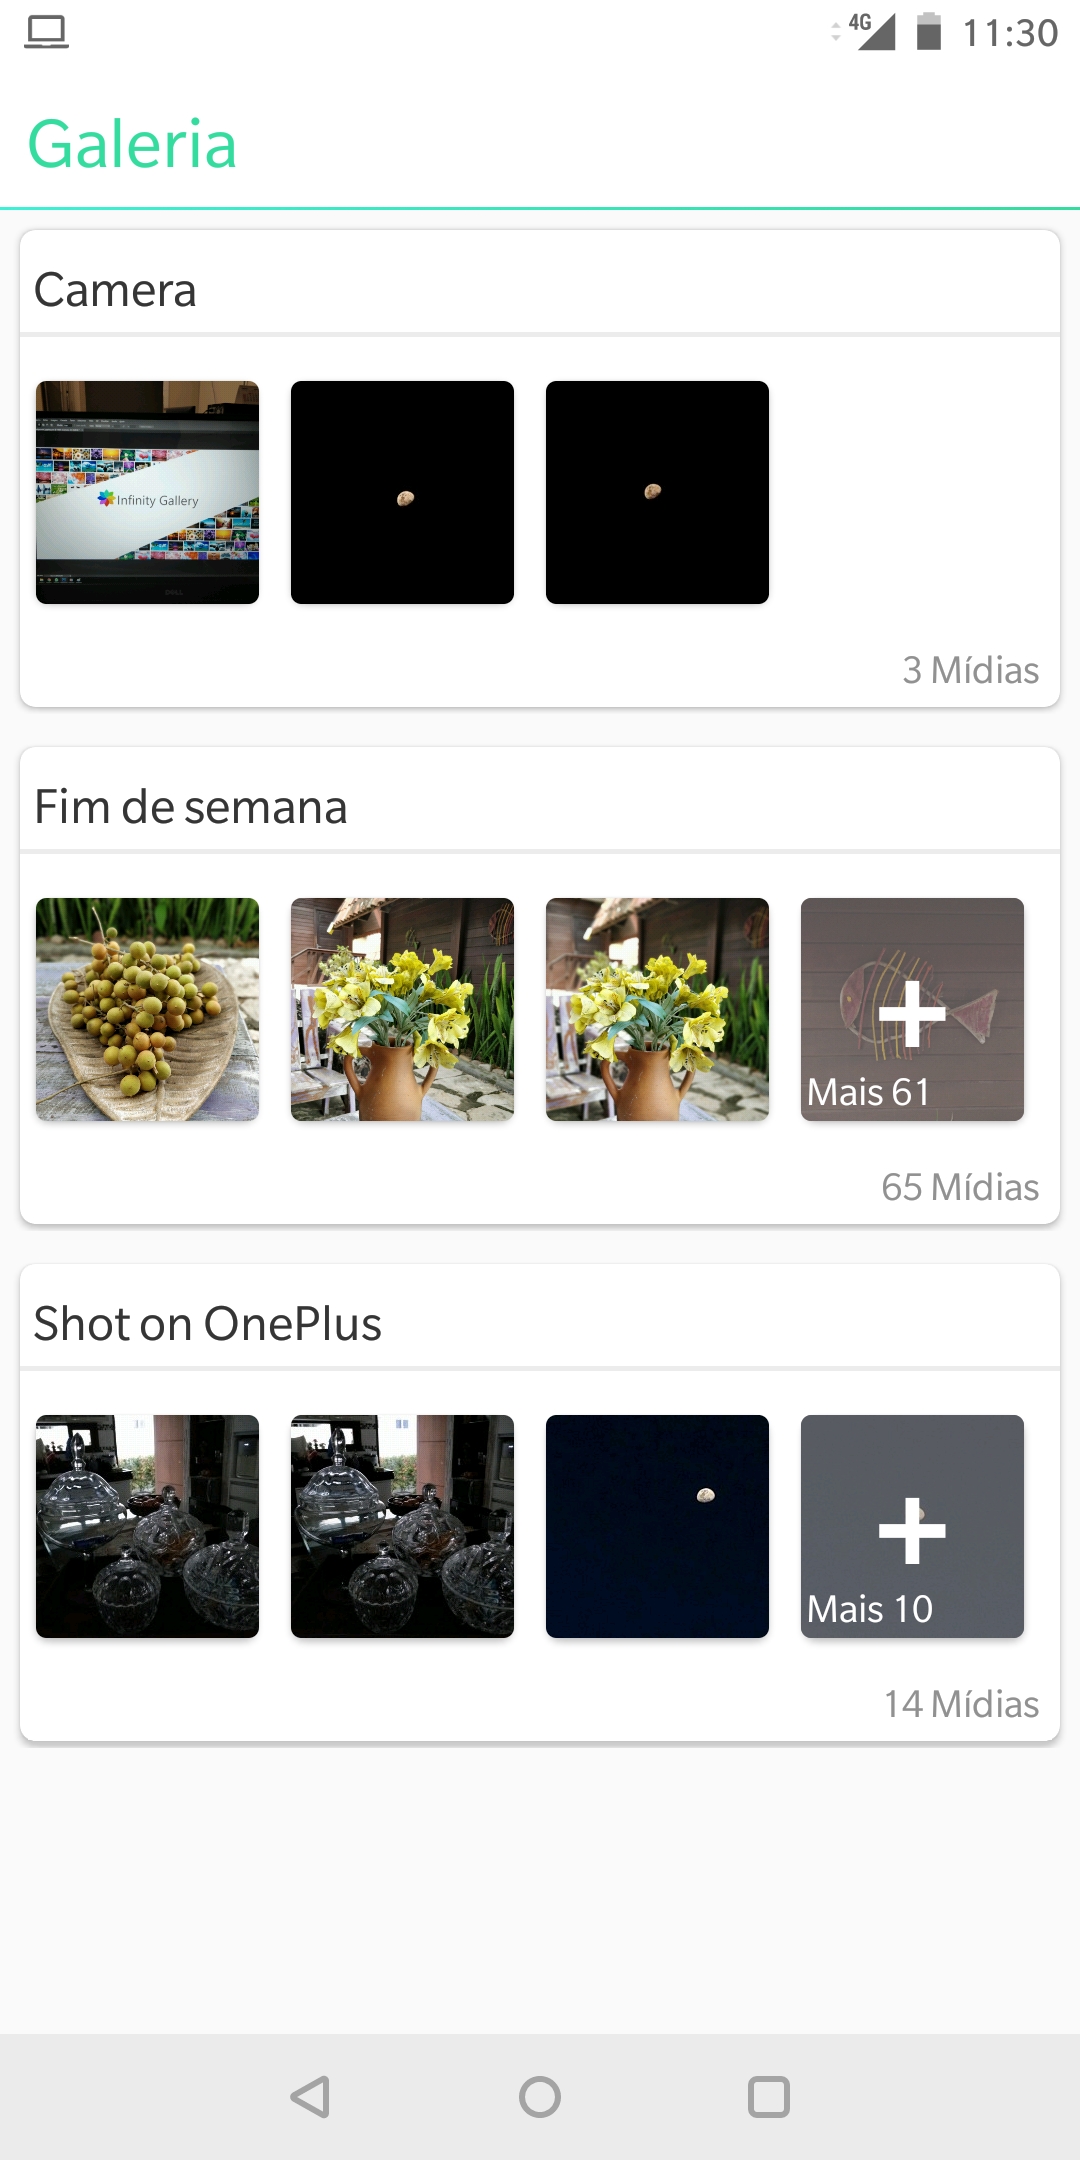 4G 11:30
Galeria
Camera
Infinity Gallery
DELL
3 Mídias
Fim de semana
Mais 61
65 Mídias
Shot on OnePlus
Mais 10
14 Mídias